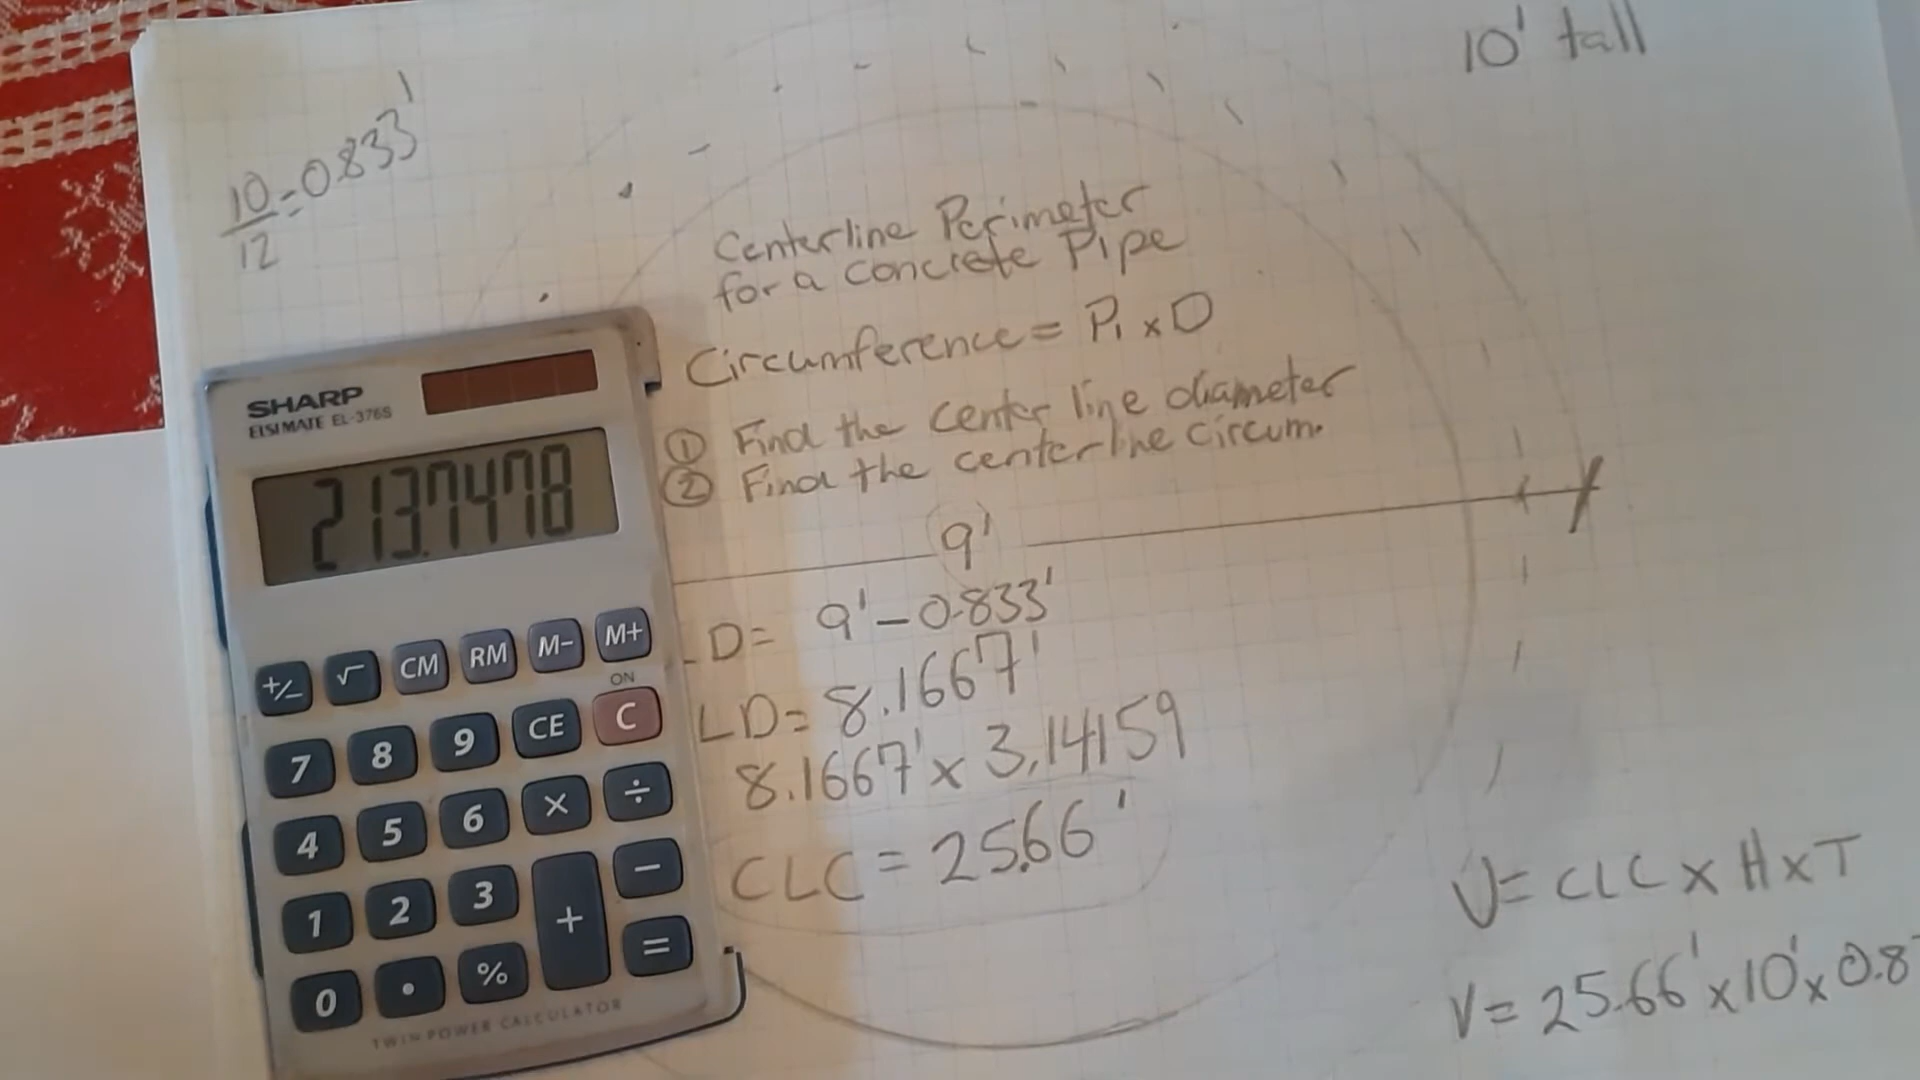 10' tall
10/12 = 0.833'
Centerline Perimeter
for a concrete Pipe
Circumference = Pi x D
① Find the center line diameter
② Find the centerline circum.
9'
D = 9' - 0.833'
LD = 8.1667'
8.1667' x 3.14159
CLC = 25.66'
V = CLC x H x T
V = 25.66' x 10' x 0.8
SHARP
ELSI MATE EL-376S
213.7478
+/- √ CM RM M- M+
ON
7 8 9 CE C
4 5 6 × ÷
1 2 3 + −
0 . % =
TWIN POWER CALCULATOR